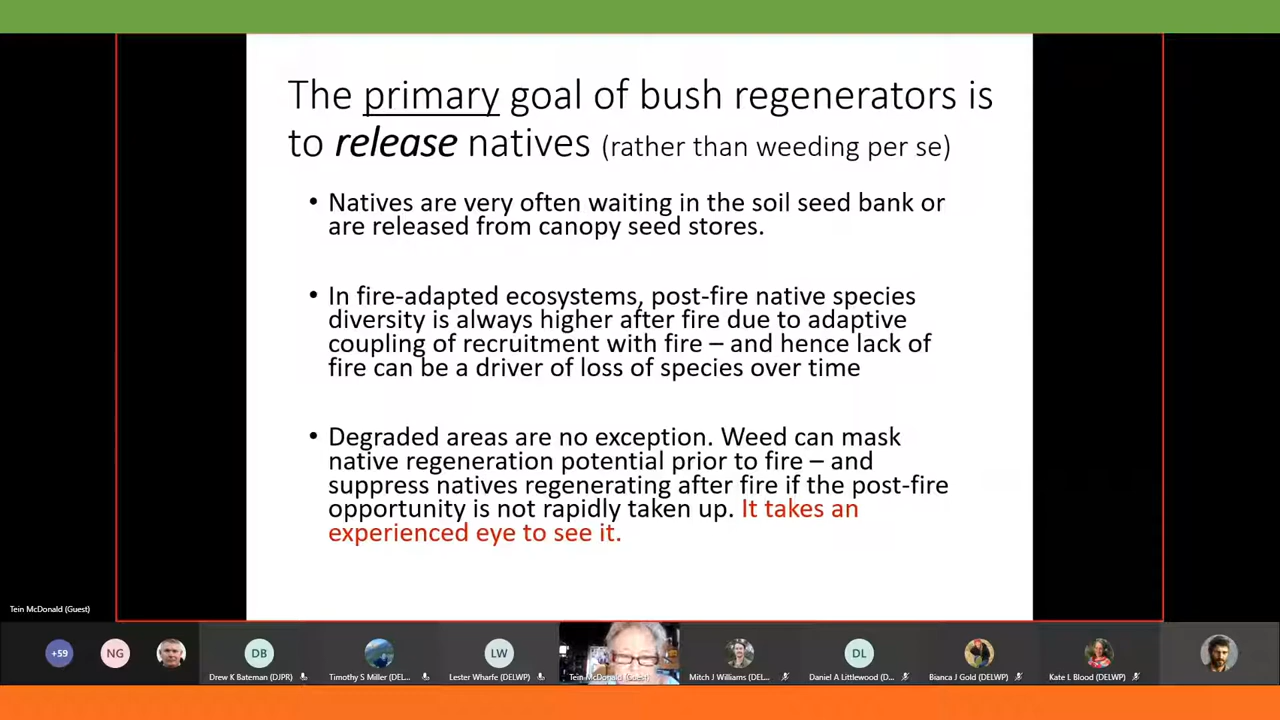 The primary goal of bush regenerators is
to release natives (rather than weeding per se)
• Natives are very often waiting in the soil seed bank or
are released from canopy seed stores.
• In fire-adapted ecosystems, post-fire native species
diversity is always higher after fire due to adaptive
coupling of recruitment with fire – and hence lack of
fire can be a driver of loss of species over time
• Degraded areas are no exception. Weed can mask
native regeneration potential prior to fire – and
suppress natives regenerating after fire if the post-fire
opportunity is not rapidly taken up. It takes an
experienced eye to see it.
Tein McDonald (Guest)
+59
NG
DB
LW
DL
Drew K Bateman (DJPR)
Timothy S Miller (DEL...
Lester Wharfe (DELWP)
Tein McDonald (Guest)
Mitch J Williams (DEL...
Daniel A Littlewood (D...
Bianca J Gold (DELWP)
Kate L Blood (DELWP)